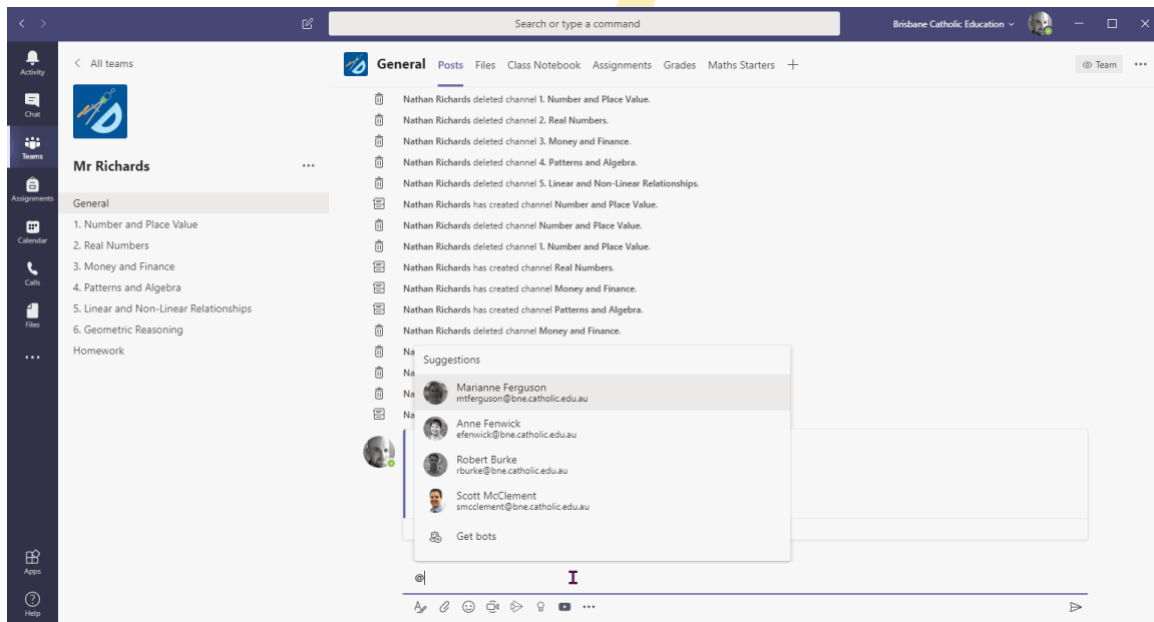 Search or type a command
Brisbane Catholic Education
Activity
Chat
Teams
Assignments
Calendar
Calls
Files
Apps
Help
All teams
Mr Richards
General
1. Number and Place Value
2. Real Numbers
3. Money and Finance
4. Patterns and Algebra
5. Linear and Non-Linear Relationships
6. Geometric Reasoning
Homework
General Posts Files Class Notebook Assignments Grades Maths Starters +
Team
Nathan Richards deleted channel 1. Number and Place Value.
Nathan Richards deleted channel 2. Real Numbers.
Nathan Richards deleted channel 3. Money and Finance.
Nathan Richards deleted channel 4. Patterns and Algebra.
Nathan Richards deleted channel 5. Linear and Non-Linear Relationships.
Nathan Richards has created channel Number and Place Value.
Nathan Richards deleted channel Number and Place Value.
Nathan Richards deleted channel 1. Number and Place Value.
Nathan Richards has created channel Real Numbers.
Nathan Richards has created channel Money and Finance.
Nathan Richards has created channel Patterns and Algebra.
Nathan Richards deleted channel Money and Finance.
Na
Na
Na
Na
Suggestions
Marianne Ferguson
mtferguson@bne.catholic.edu.au
Anne Fenwick
efenwick@bne.catholic.edu.au
Robert Burke
rburke@bne.catholic.edu.au
Scott McClement
smcclement@bne.catholic.edu.au
Get bots
@